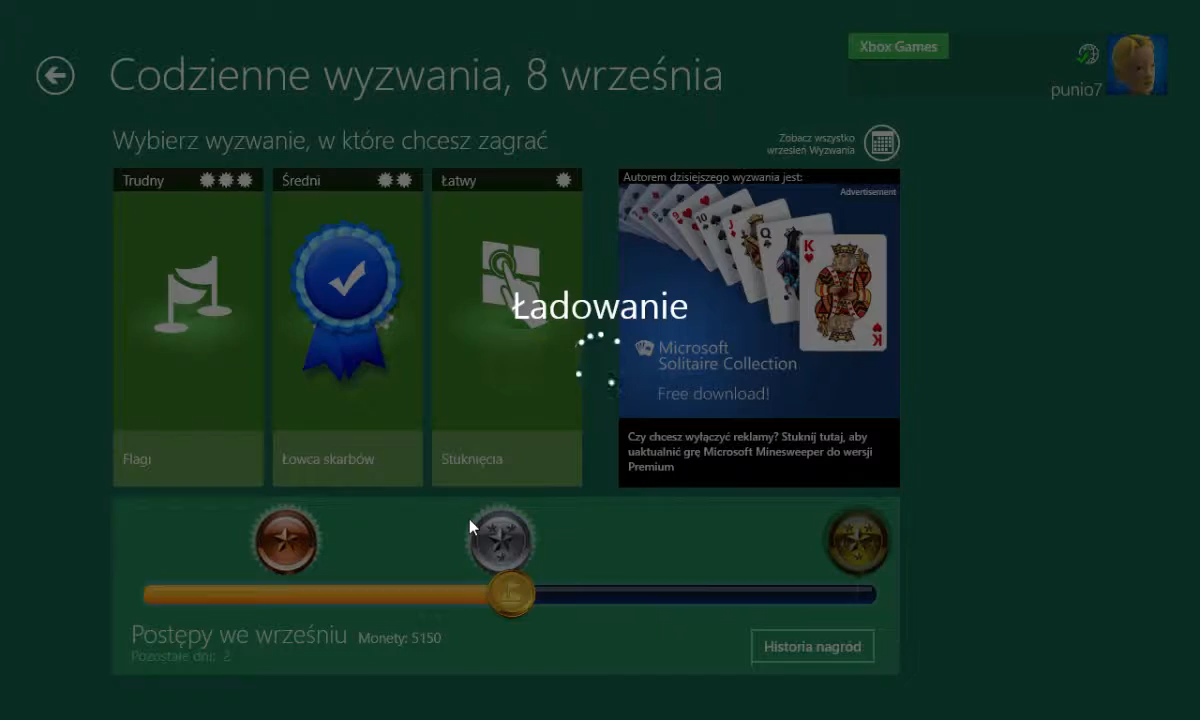 Codzienne wyzwania, 8 września
Xbox Games
punio7
Wybierz wyzwanie, w które chcesz zagrać
Zobacz wszystko
wrzesień Wyzwania
Trudny
Średni
Łatwy
Autorem dzisiejszego wyzwania jest:
Advertisement
10
J
Q
K
K
Ładowanie
Microsoft
Solitaire Collection
Free download!
Czy chcesz wyłączyć reklamy? Stuknij tutaj, aby
uaktualnić grę Microsoft Minesweeper do wersji
Premium
Flagi
Łowca skarbów
Stuknięcia
Postępy we wrześniu Monety: 5150
Pozostałe dni: 2
Historia nagród